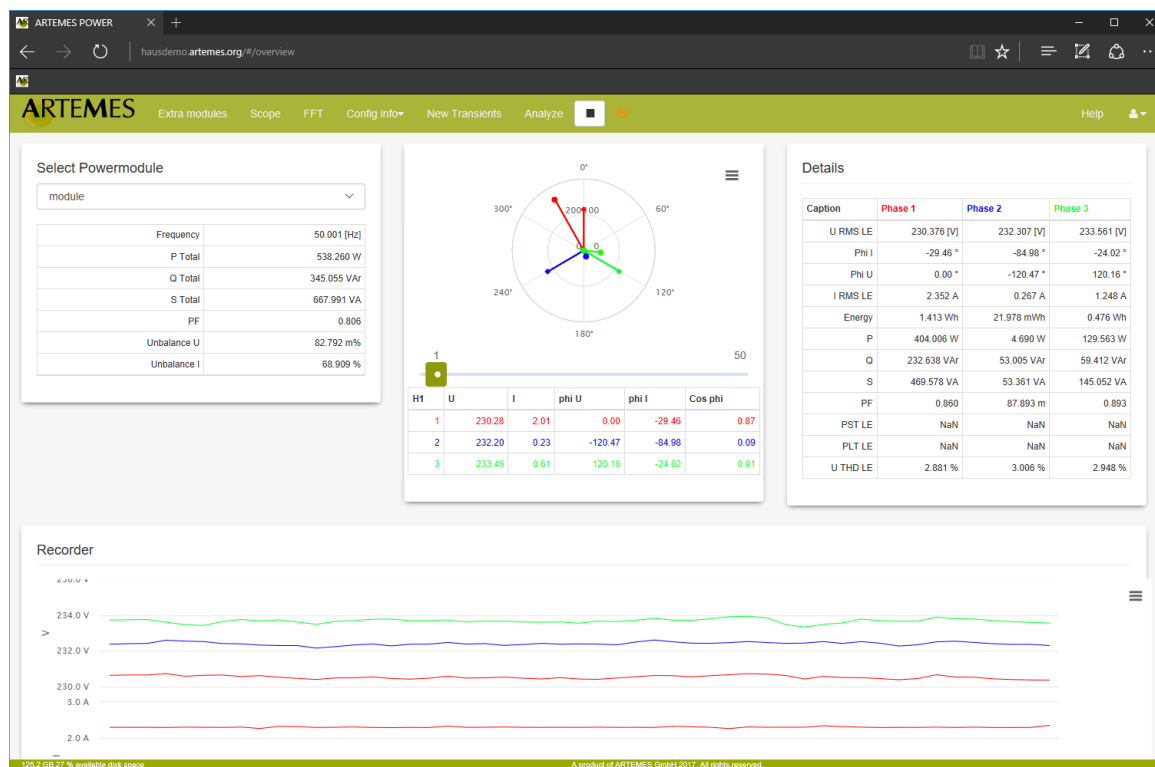 ARTEMES POWER
hausdemo.artemes.org/#/overview
ARTEMES Extra modules Scope FFT Config info New Transients Analyze Help
Select Powermodule
module
Frequency 50.001 [Hz]
P Total 538.260 W
Q Total 345.055 VAr
S Total 667.991 VA
PF 0.806
Unbalance U 82.792 m%
Unbalance I 68.909 %
0°
300° 60°
240° 120°
180°
1 50
H1 U I phi U phi I Cos phi
1 230.28 2.01 0.00 -29.46 0.87
2 232.20 0.23 -120.47 -84.98 0.09
3 233.46 0.61 120.16 -24.02 0.91
Details
Caption Phase 1 Phase 2 Phase 3
U RMS LE 230.376 [V] 232.307 [V] 233.561 [V]
Phi I -29.46 ° -84.98 ° -24.02 °
Phi U 0.00 ° -120.47 ° 120.16 °
I RMS LE 2.352 A 0.267 A 1.248 A
Energy 1.413 Wh 21.978 mWh 0.476 Wh
P 404.006 W 4.690 W 129.563 W
Q 232.638 VAr 53.005 VAr 59.412 VAr
S 469.578 VA 53.361 VA 145.052 VA
PF 0.860 87.893 m 0.893
PST LE NaN NaN NaN
PLT LE NaN NaN NaN
U THD LE 2.881 % 3.006 % 2.948 %
Recorder
236.0 V
234.0 V
V
232.0 V
230.0 V
3.0 A
2.0 A
125.2 GB 27 % available disk space A product of ARTEMES GmbH 2017. All rights reserved.